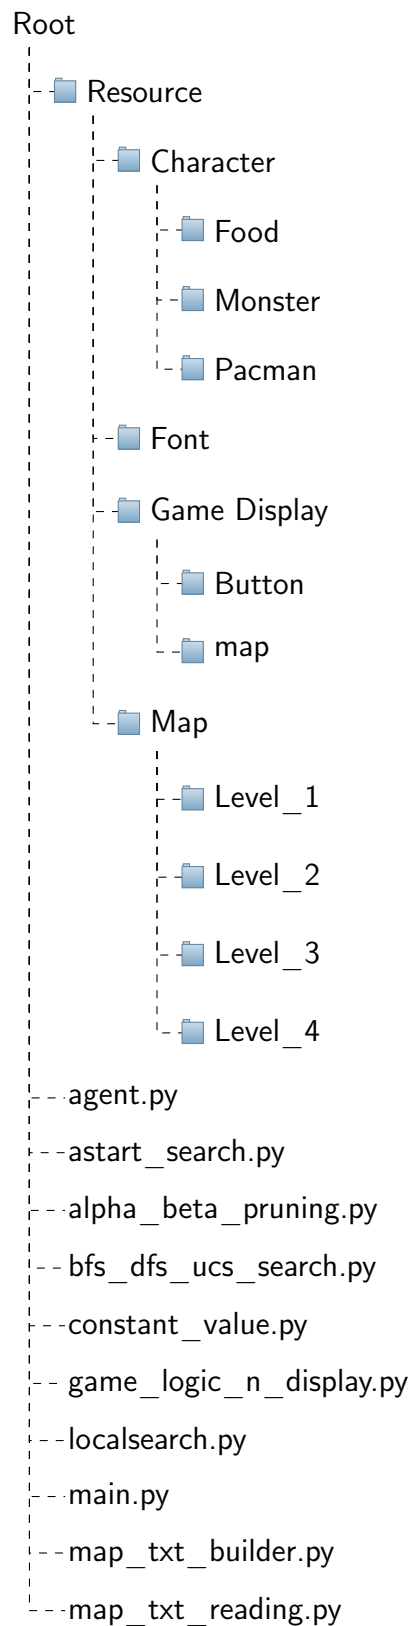 Root
Resource
Character
Food
Monster
Pacman
Font
Game Display
Button
map
Map
Level_1
Level_2
Level_3
Level_4
agent.py
astart_search.py
alpha_beta_pruning.py
bfs_dfs_ucs_search.py
constant_value.py
game_logic_n_display.py
localsearch.py
main.py
map_txt_builder.py
map_txt_reading.py